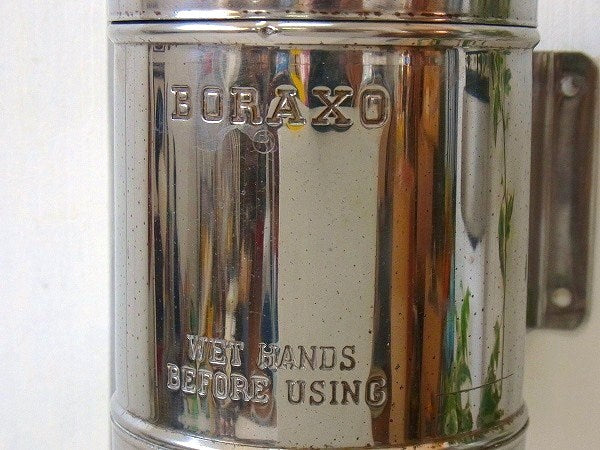 BORAXO
WET HANDS
BEFORE USING